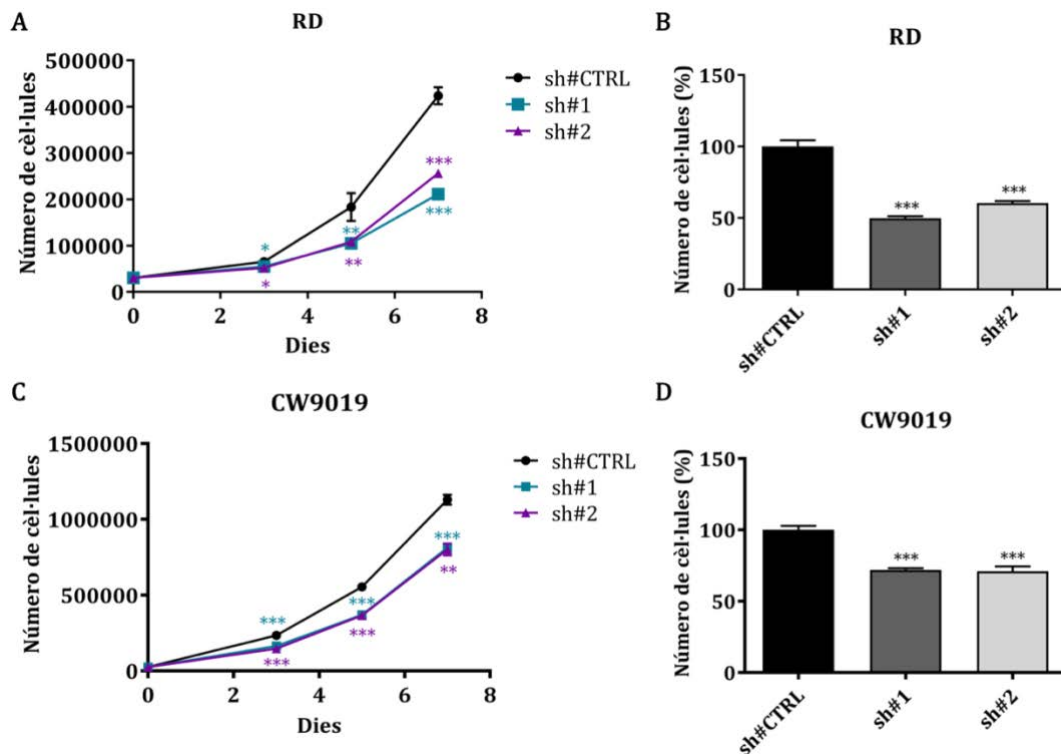 A
RD
Número de cèl·lules
500000
400000
300000
200000
100000
0
*
*
**
**
***
***
0 2 4 6 8
Dies
sh#CTRL
sh#1
sh#2
B
RD
Número de cèl·lules (%)
150
100
50
0
***
***
sh#CTRL
sh#1
sh#2
C
CW9019
Número de cèl·lules
1500000
1000000
500000
0
***
***
***
***
***
**
0 2 4 6 8
Dies
sh#CTRL
sh#1
sh#2
D
CW9019
Número de cèl·lules (%)
150
100
50
0
***
***
sh#CTRL
sh#1
sh#2